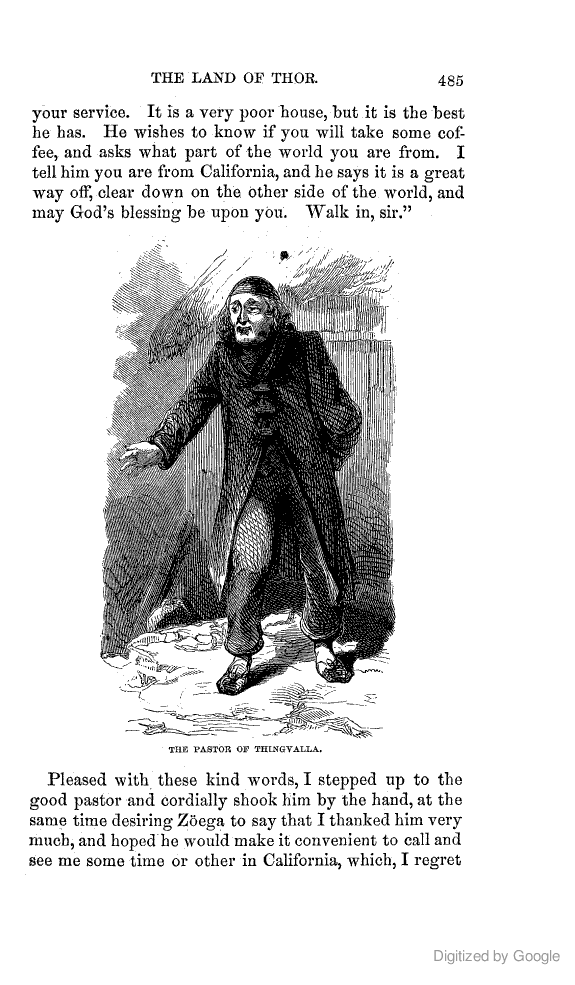 THE LAND OF THOR. 485
your service. It is a very poor house, but it is the best
he has. He wishes to know if you will take some cof-
fee, and asks what part of the world you are from. I
tell him you are from California, and he says it is a great
way off, clear down on the other side of the world, and
may God's blessing be upon you. Walk in, sir."
THE PASTOR OF THINGVALLA.
Pleased with these kind words, I stepped up to the
good pastor and cordially shook him by the hand, at the
same time desiring Zöega to say that I thanked him very
much, and hoped he would make it convenient to call and
see me some time or other in California, which, I regret
Digitized by Google